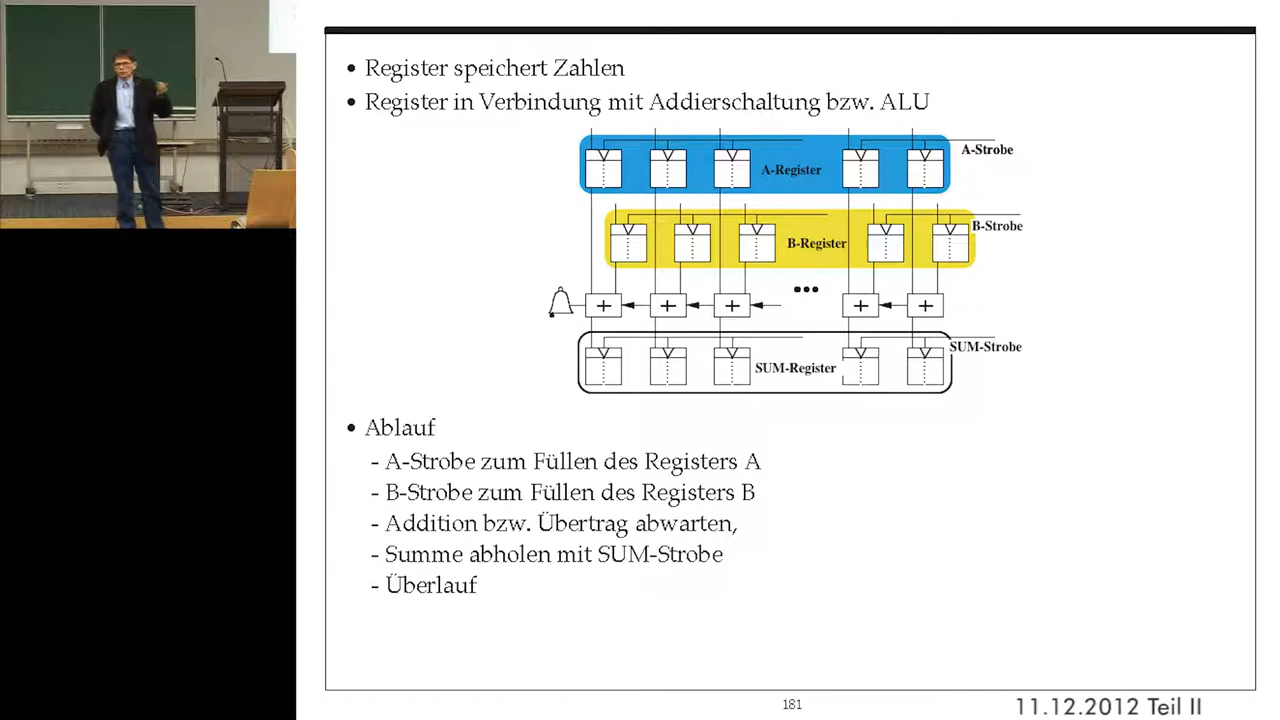 • Register speichert Zahlen
• Register in Verbindung mit Addierschaltung bzw. ALU
A-Strobe
A-Register
B-Strobe
B-Register
•••
+ + + + +
SUM-Strobe
SUM-Register
• Ablauf
- A-Strobe zum Füllen des Registers A
- B-Strobe zum Füllen des Registers B
- Addition bzw. Übertrag abwarten,
- Summe abholen mit SUM-Strobe
- Überlauf
181
11.12.2012 Teil II